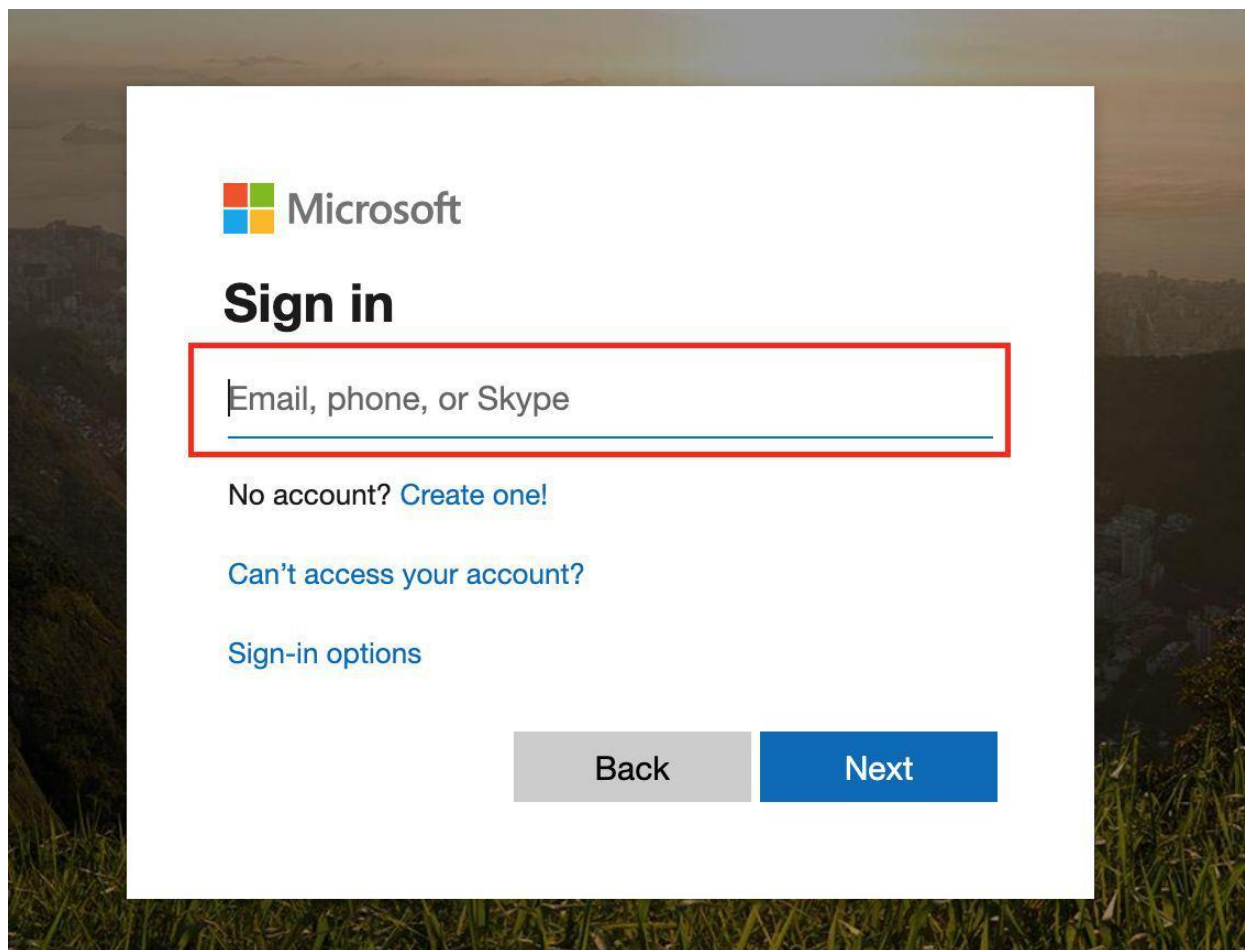 Microsoft
Sign in
Email, phone, or Skype
No account? Create one!
Can’t access your account?
Sign-in options
Back Next